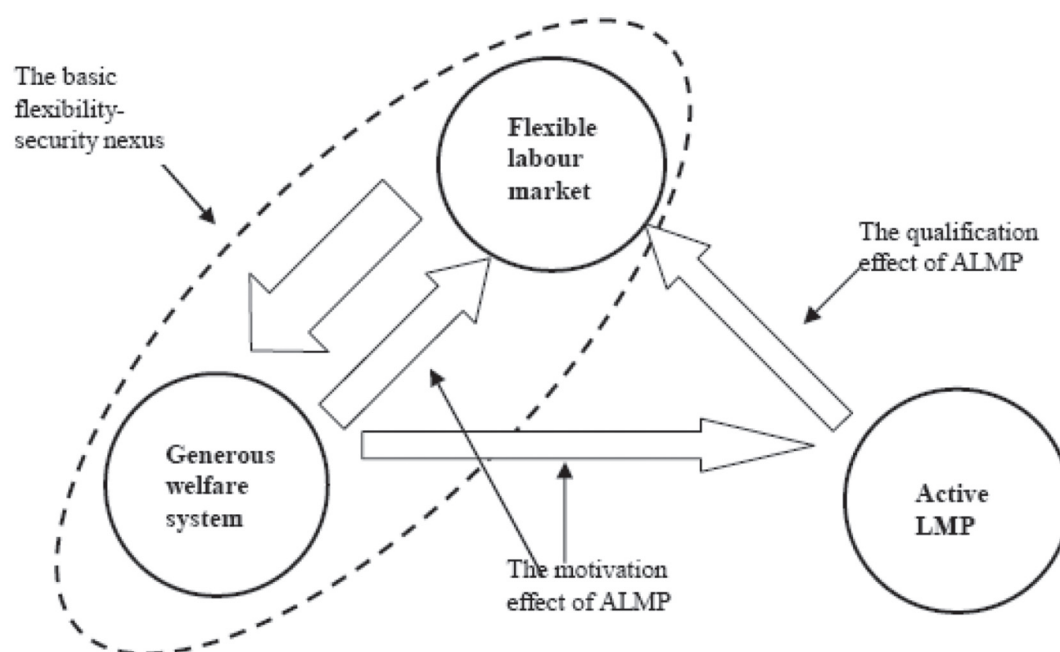 The basic
flexibility-
security nexus
Flexible
labour
market
The qualification
effect of ALMP
Generous
welfare
system
Active
LMP
The motivation
effect of ALMP